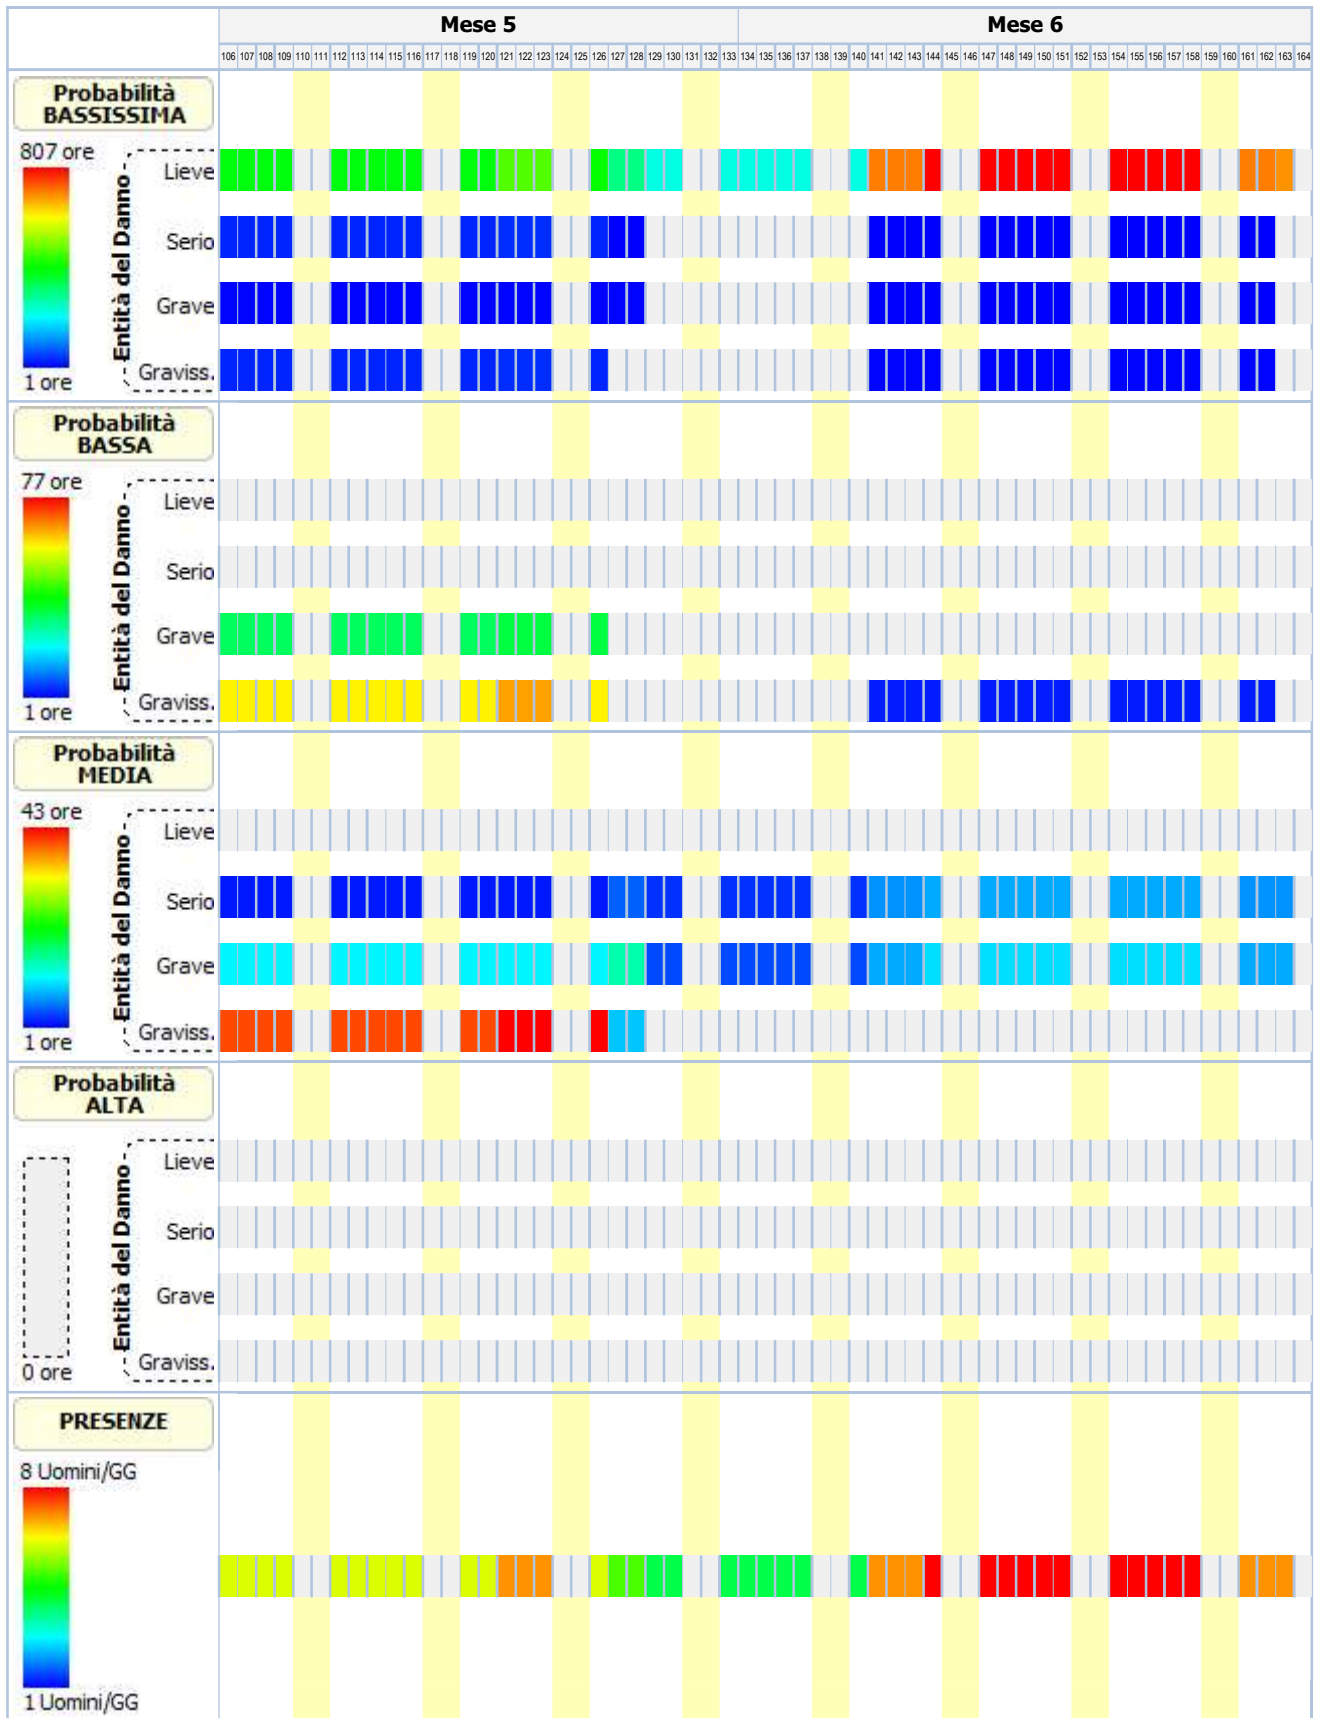 Mese 5 Mese 6
106 107 108 109 110 111 112 113 114 115 116 117 118 119 120 121 122 123 124 125 126 127 128 129 130 131 132 133 134 135 136 137 138 139 140 141 142 143 144 145 146 147 148 149 150 151 152 153 154 155 156 157 158 159 160 161 162 163 164
Probabilità
BASSISSIMA
807 ore
Entità del Danno
Lieve
Serio
Grave
Graviss.
1 ore
Probabilità
BASSA
77 ore
Entità del Danno
Lieve
Serio
Grave
Graviss.
1 ore
Probabilità
MEDIA
43 ore
Entità del Danno
Lieve
Serio
Grave
Graviss.
1 ore
Probabilità
ALTA
Entità del Danno
Lieve
Serio
Grave
Graviss.
0 ore
PRESENZE
8 Uomini/GG
1 Uomini/GG